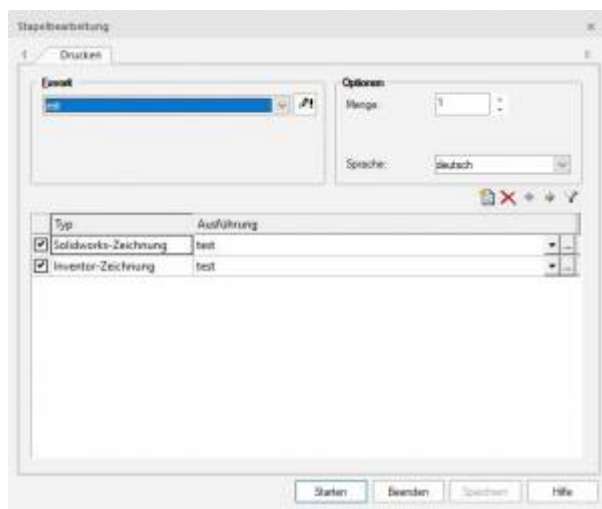 Stapelbearbeitung
Drucken
Favorit
Optionen
Menge: 1
Sprache: deutsch
Typ Ausführung
Solidworks-Zeichnung test
Inventor-Zeichnung test
Starten Beenden Speichern Hilfe